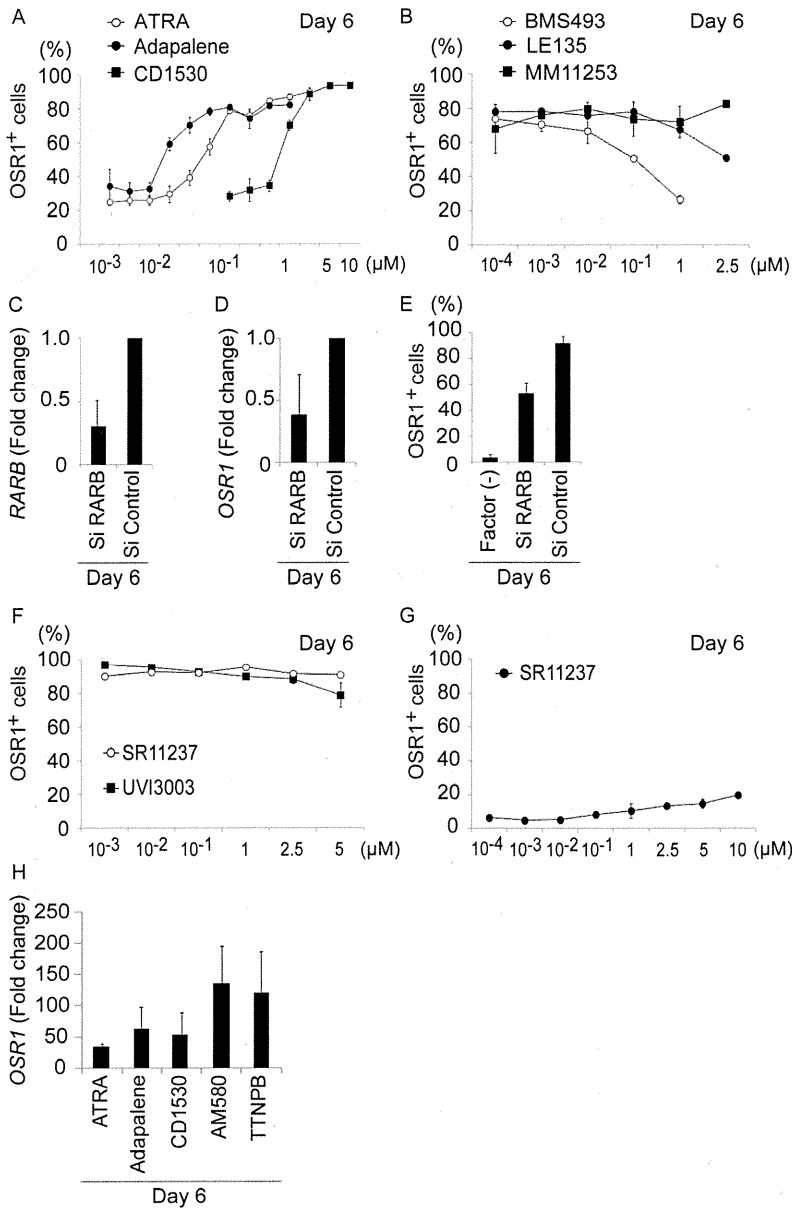 A
ATRA
Day 6
Adapalene
(%)
CD1530
OSR1+ cells
100
80
60
40
20
0
10-3 10-2 10-1 1 5 10 (μM)
B
BMS493
Day 6
LE135
(%)
MM11253
OSR1+ cells
100
80
60
40
20
0
10-4 10-3 10-2 10-1 1 2.5 (μM)
C
RARB (Fold change)
1.0
0.5
0
Si RARB
Si Control
Day 6
D
OSR1 (Fold change)
1.0
0.5
0
Si RARB
Si Control
Day 6
E
(%)
OSR1+ cells
100
80
60
40
20
0
Factor (-)
Si RARB
Si Control
Day 6
F
(%)
Day 6
OSR1+ cells
100
80
60
40
20
0
SR11237
UVI3003
10-3 10-2 10-1 1 2.5 5 (μM)
G
(%)
Day 6
OSR1+ cells
100
80
60
40
20
0
SR11237
10-4 10-3 10-2 10-1 1 2.5 5 10 (μM)
H
OSR1 (Fold change)
250
200
150
100
50
0
ATRA
Adapalene
CD1530
AM580
TTNPB
Day 6